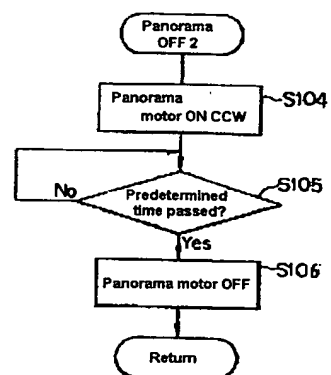 Panorama
OFF 2
Panorama
motor ON CCW
S104
No
Predetermined
time passed?
S105
Yes
Panorama motor OFF
S106
Return